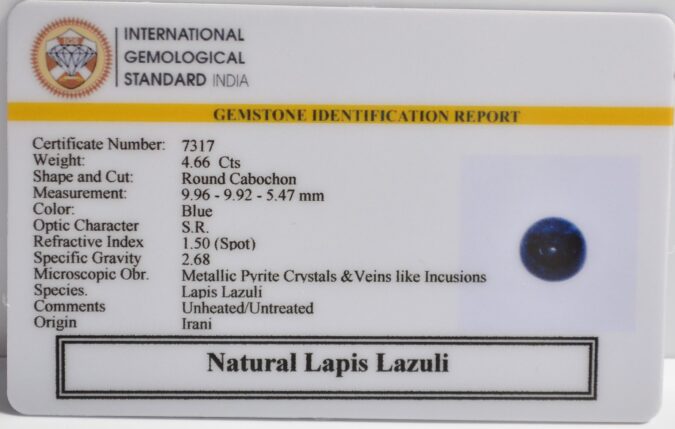 INTERNATIONAL
GEMOLOGICAL
STANDARD INDIA
GEMSTONE IDENTIFICATION REPORT
Certificate Number: 7317
Weight: 4.66 Cts
Shape and Cut: Round Cabochon
Measurement: 9.96 - 9.92 - 5.47 mm
Color: Blue
Optic Character S.R.
Refractive Index 1.50 (Spot)
Specific Gravity 2.68
Microscopic Obr. Metallic Pyrite Crystals &Veins like Incusions
Species. Lapis Lazuli
Comments Unheated/Untreated
Origin Irani
Natural Lapis Lazuli